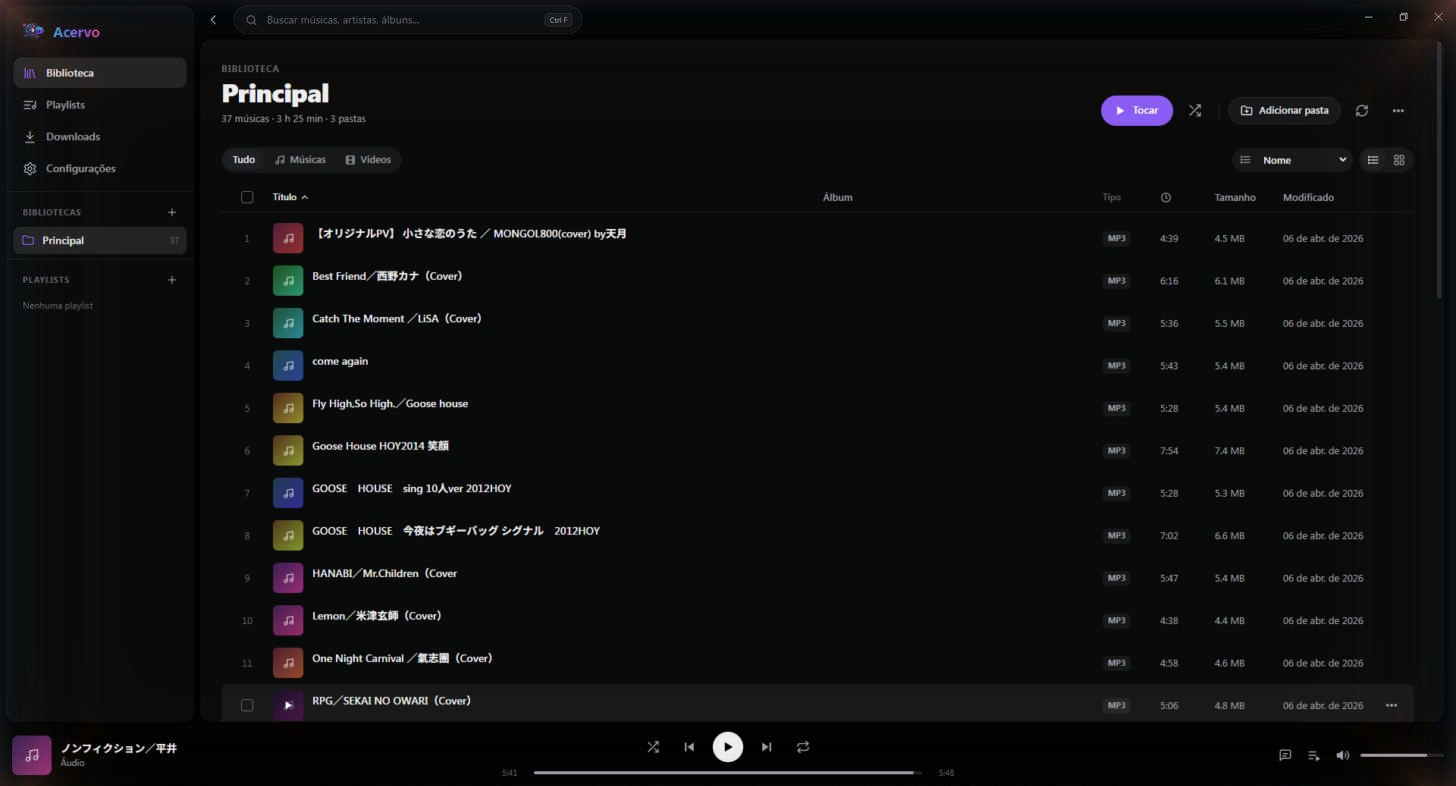 Acervo
Buscar músicas, artistas, álbuns...
Ctrl F
Biblioteca
Playlists
Downloads
Configurações
BIBLIOTECAS
Principal 37
PLAYLISTS
Nenhuma playlist
BIBLIOTECA
Principal
37 músicas · 3 h 25 min · 3 pastas
Tocar
Adicionar pasta
Tudo Músicas Vídeos
Nome
Título Álbum Tipo Tamanho Modificado
1 【オリジナルPV】 小さな恋のうた ／ MONGOL800(cover) by天月 MP3 4:39 4.5 MB 06 de abr. de 2026
2 Best Friend／西野カナ（Cover） MP3 6:16 6.1 MB 06 de abr. de 2026
3 Catch The Moment ／LiSA（Cover） MP3 5:36 5.5 MB 06 de abr. de 2026
4 come again MP3 5:43 5.4 MB 06 de abr. de 2026
5 Fly High,So High.／Goose house MP3 5:28 5.4 MB 06 de abr. de 2026
6 Goose House HOY2014 笑顔 MP3 7:54 7.4 MB 06 de abr. de 2026
7 GOOSE　HOUSE　sing 10人ver 2012HOY MP3 5:28 5.3 MB 06 de abr. de 2026
8 GOOSE　HOUSE　今夜はブギーバッグ シグナル　2012HOY MP3 7:02 6.6 MB 06 de abr. de 2026
9 HANABI／Mr.Children（Cover MP3 5:47 5.4 MB 06 de abr. de 2026
10 Lemon／米津玄師（Cover） MP3 4:38 4.4 MB 06 de abr. de 2026
11 One Night Carnival ／氣志團（Cover） MP3 4:58 4.6 MB 06 de abr. de 2026
RPG／SEKAI NO OWARI（Cover） MP3 5:06 4.8 MB 06 de abr. de 2026
ノンフィクション／平井
Áudio
5:41 5:48